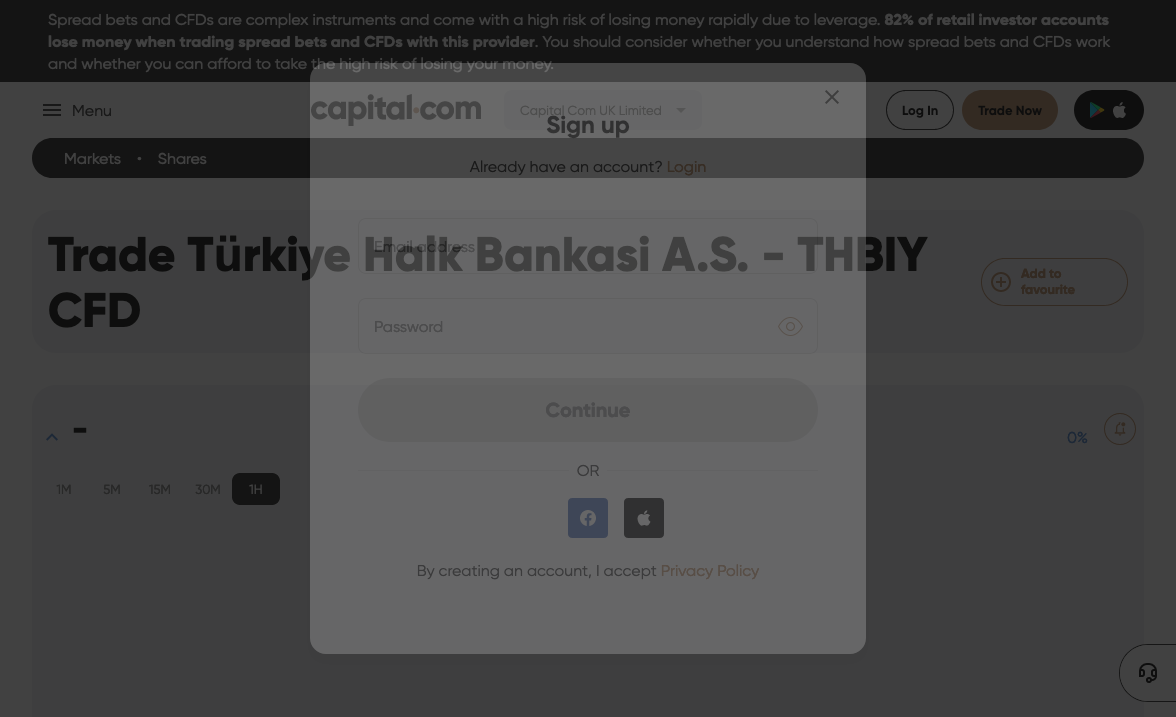 Spread bets and CFDs are complex instruments and come with a high risk of losing money rapidly due to leverage. 82% of retail investor accounts
lose money when trading spread bets and CFDs with this provider. You should consider whether you understand how spread bets and CFDs work
and whether you can afford to take the high risk of losing your money.
Menu
capital.com
Capital Com UK Limited
Log In
Trade Now
Sign up
Markets • Shares
Already have an account? Login
Trade Türkiye Halk Bankasi A.S. - THBIY
CFD
Add to
favourite
Email address
Password
Continue
-
0%
1M 5M 15M 30M 1H
OR
By creating an account, I accept Privacy Policy